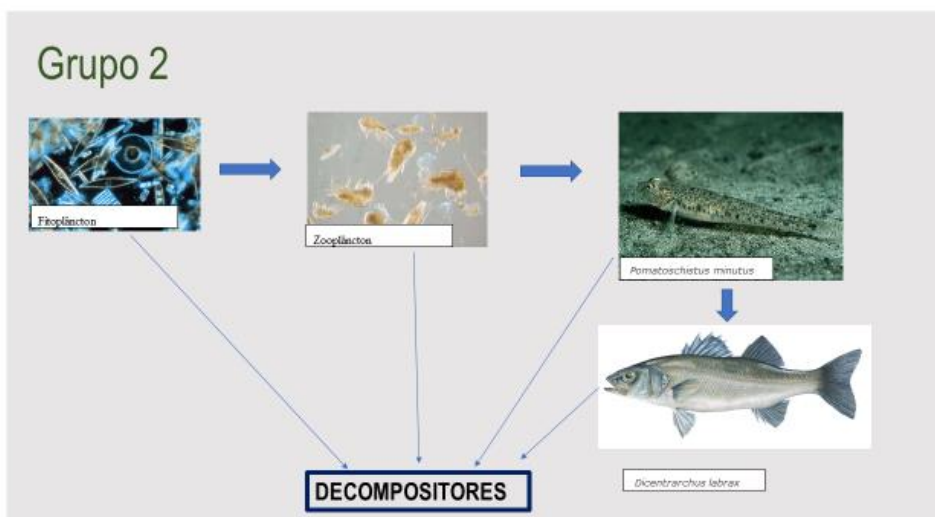 Grupo 2
Fitoplâncton
Zooplâncton
Pomatoschistus minutus
DECOMPOSITORES
Dicentrarchus labrax